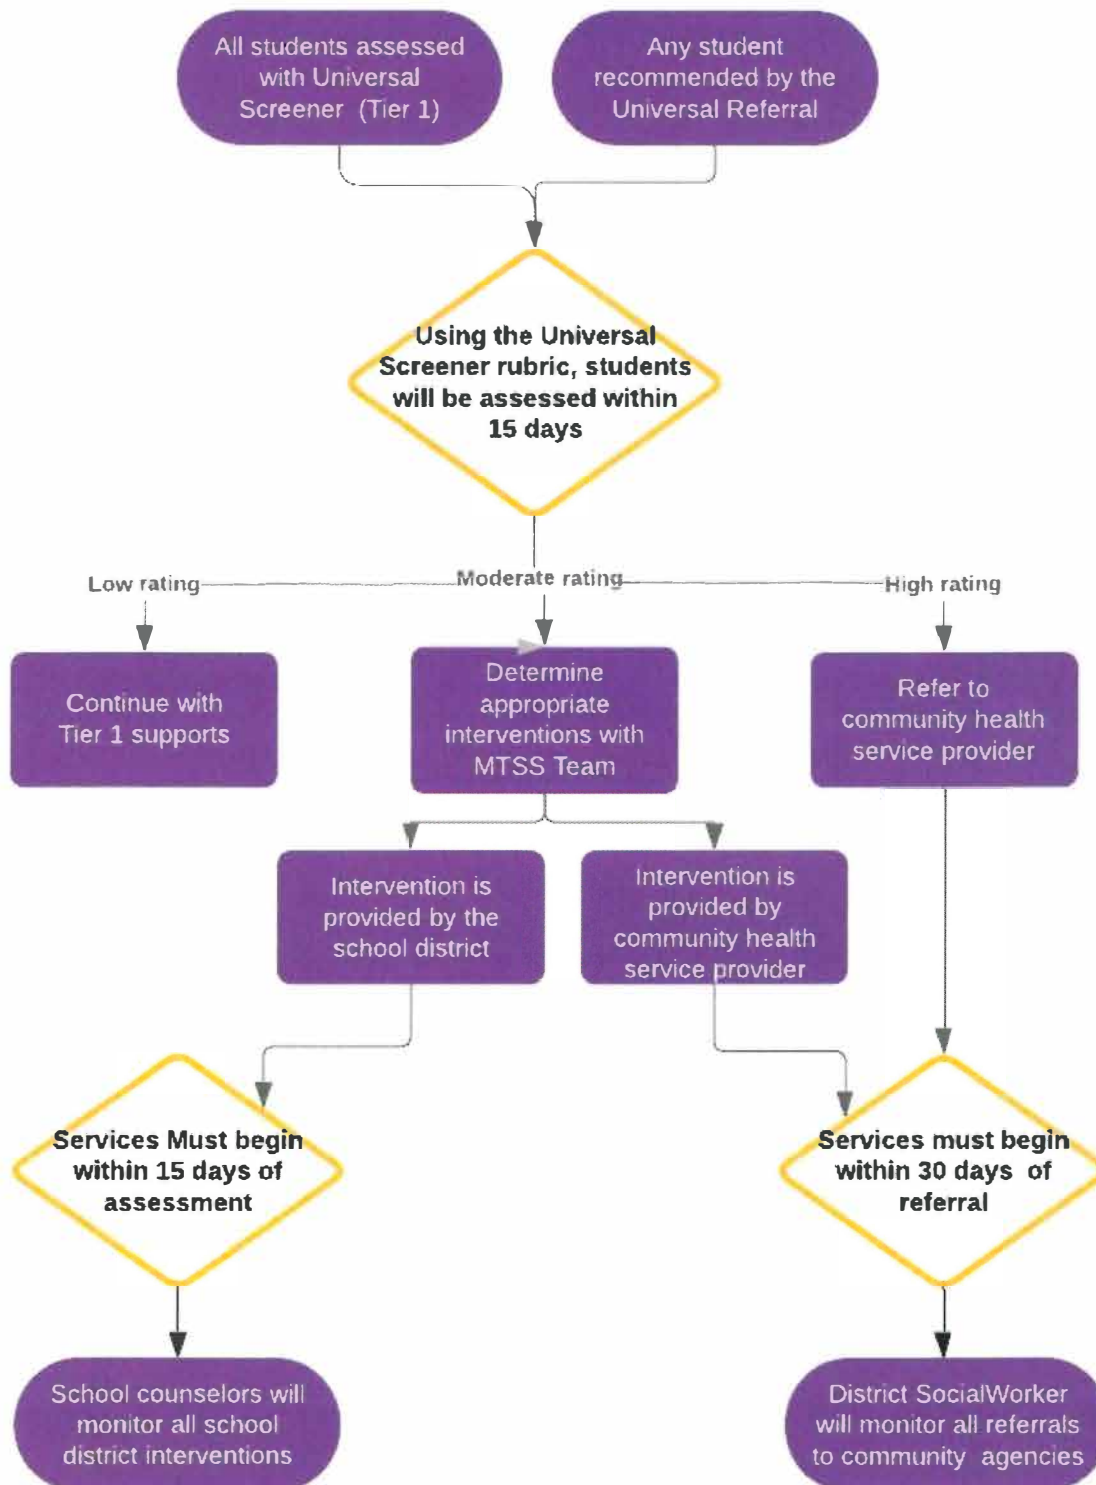 All students assessed
with Universal
Screener (Tier 1)
Any student
recommended by the
Universal Referral
Using the Universal
Screener rubric, students
will be assessed within
15 days
Low rating
Moderate rating
High rating
Continue with
Tier 1 supports
Determine
appropriate
interventions with
MTSS Team
Refer to
community health
service provider
Intervention is
provided by the
school district
Intervention is
provided by
community health
service provider
Services Must begin
within 15 days of
assessment
Services must begin
within 30 days of
referral
School counselors will
monitor all school
district interventions
District SocialWorker
will monitor all referrals
to community agencies